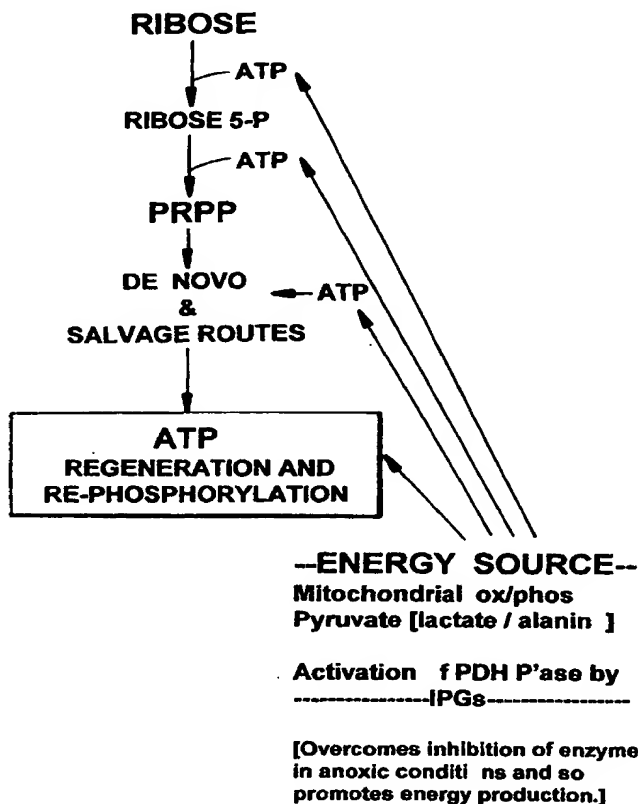 RIBOSE
ATP
RIBOSE 5-P
ATP
PRPP
DE NOVO
&
SALVAGE ROUTES
ATP
ATP
REGENERATION AND
RE-PHOSPHORYLATION
--ENERGY SOURCE--
Mitochondrial ox/phos
Pyruvate [lactate / alanin ]
Activation f PDH P'ase by
----------------IPGs-----------------
[Overcomes inhibition of enzyme
in anoxic conditi ns and so
promotes energy production.]